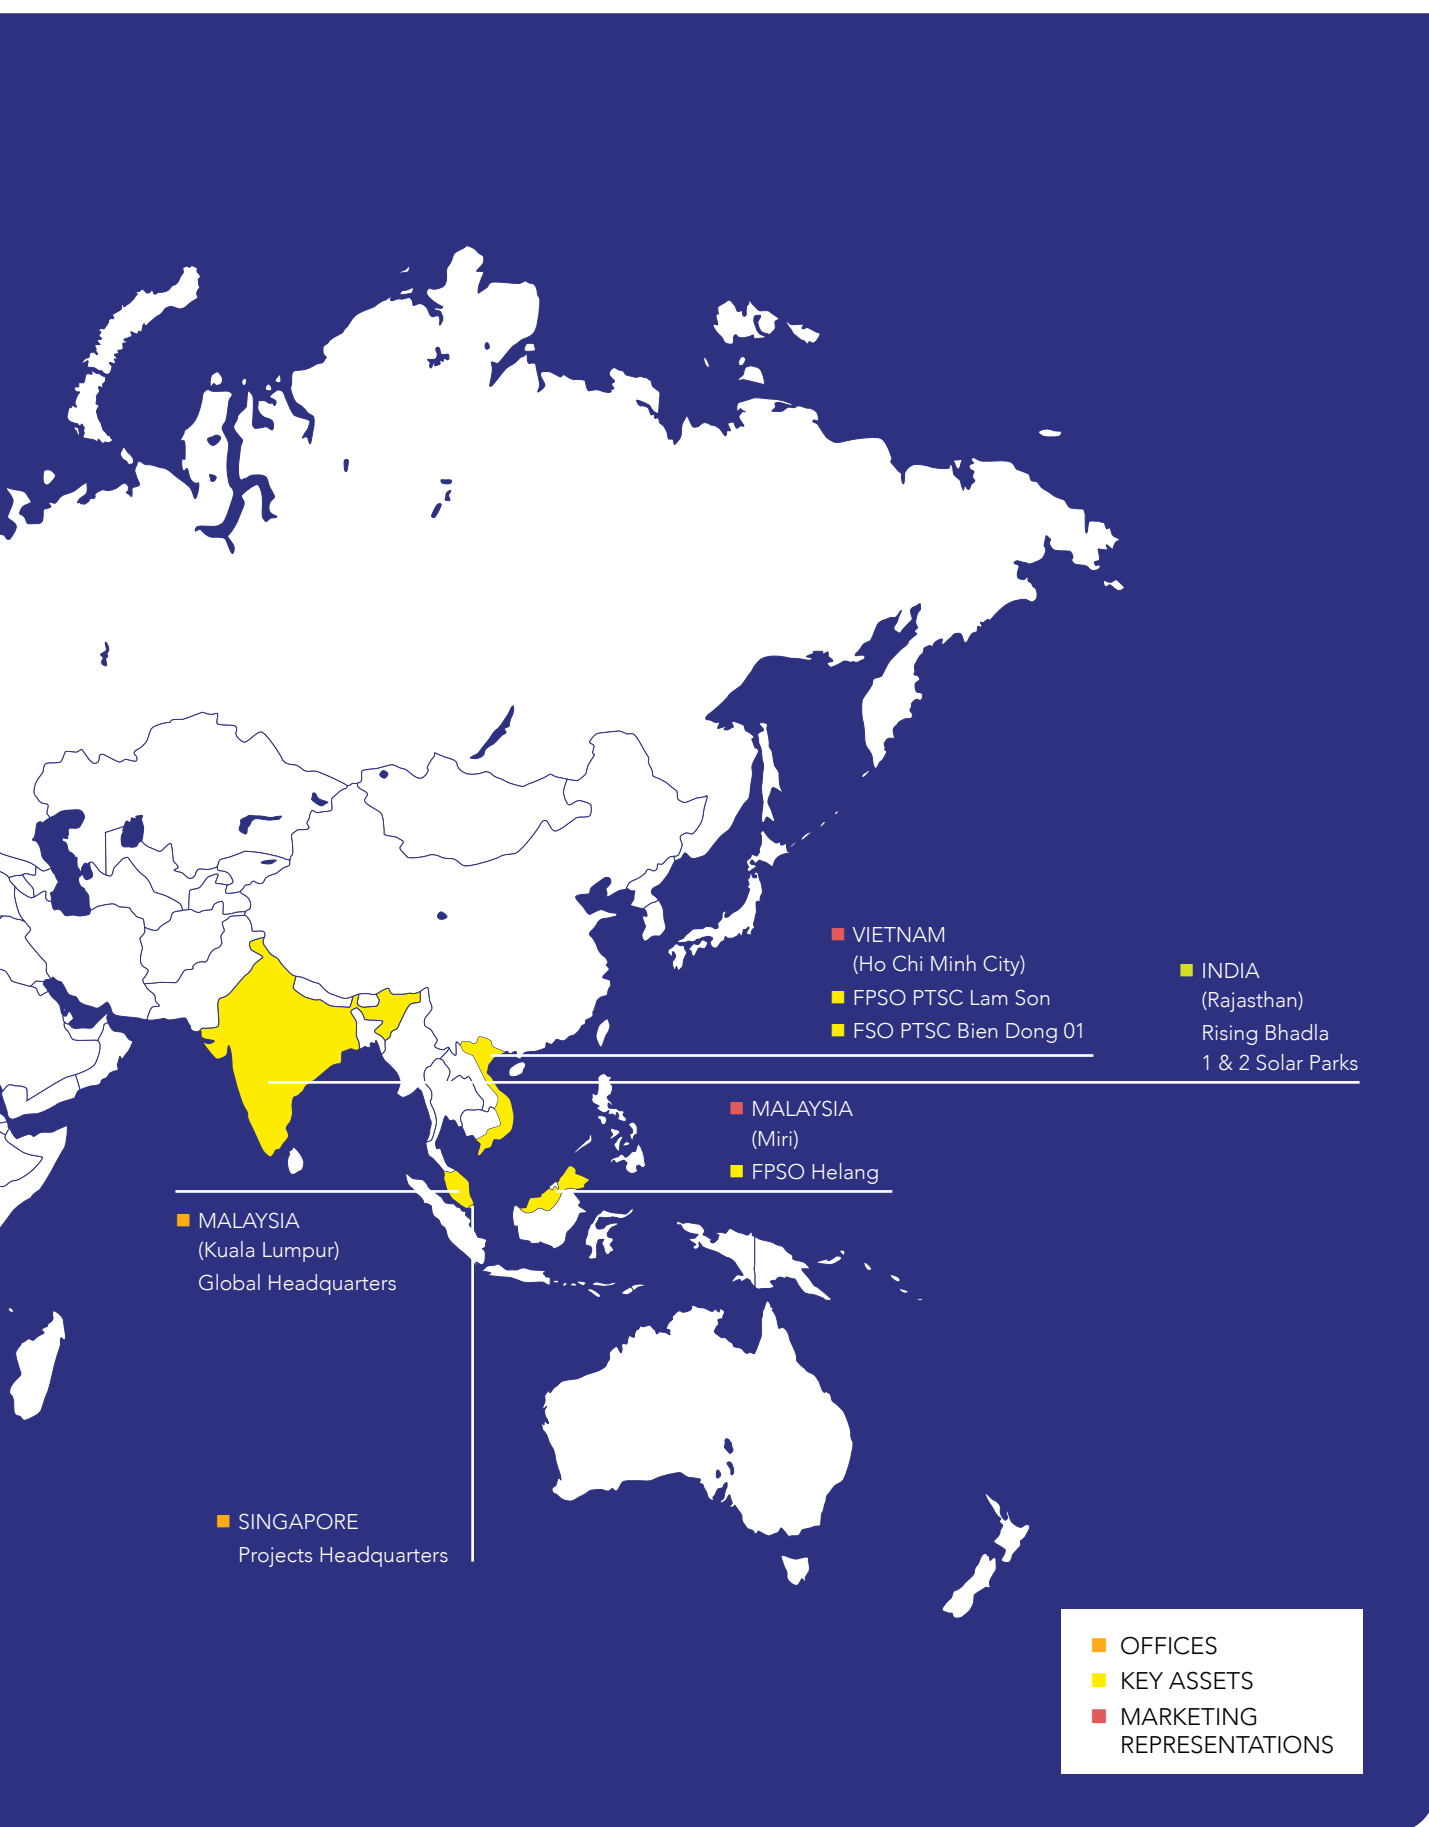 VIETNAM
(Ho Chi Minh City)
FPSO PTSC Lam Son
FSO PTSC Bien Dong 01
INDIA
(Rajasthan)
Rising Bhadla
1 & 2 Solar Parks
MALAYSIA
(Miri)
FPSO Helang
MALAYSIA
(Kuala Lumpur)
Global Headquarters
SINGAPORE
Projects Headquarters
OFFICES
KEY ASSETS
MARKETING
REPRESENTATIONS